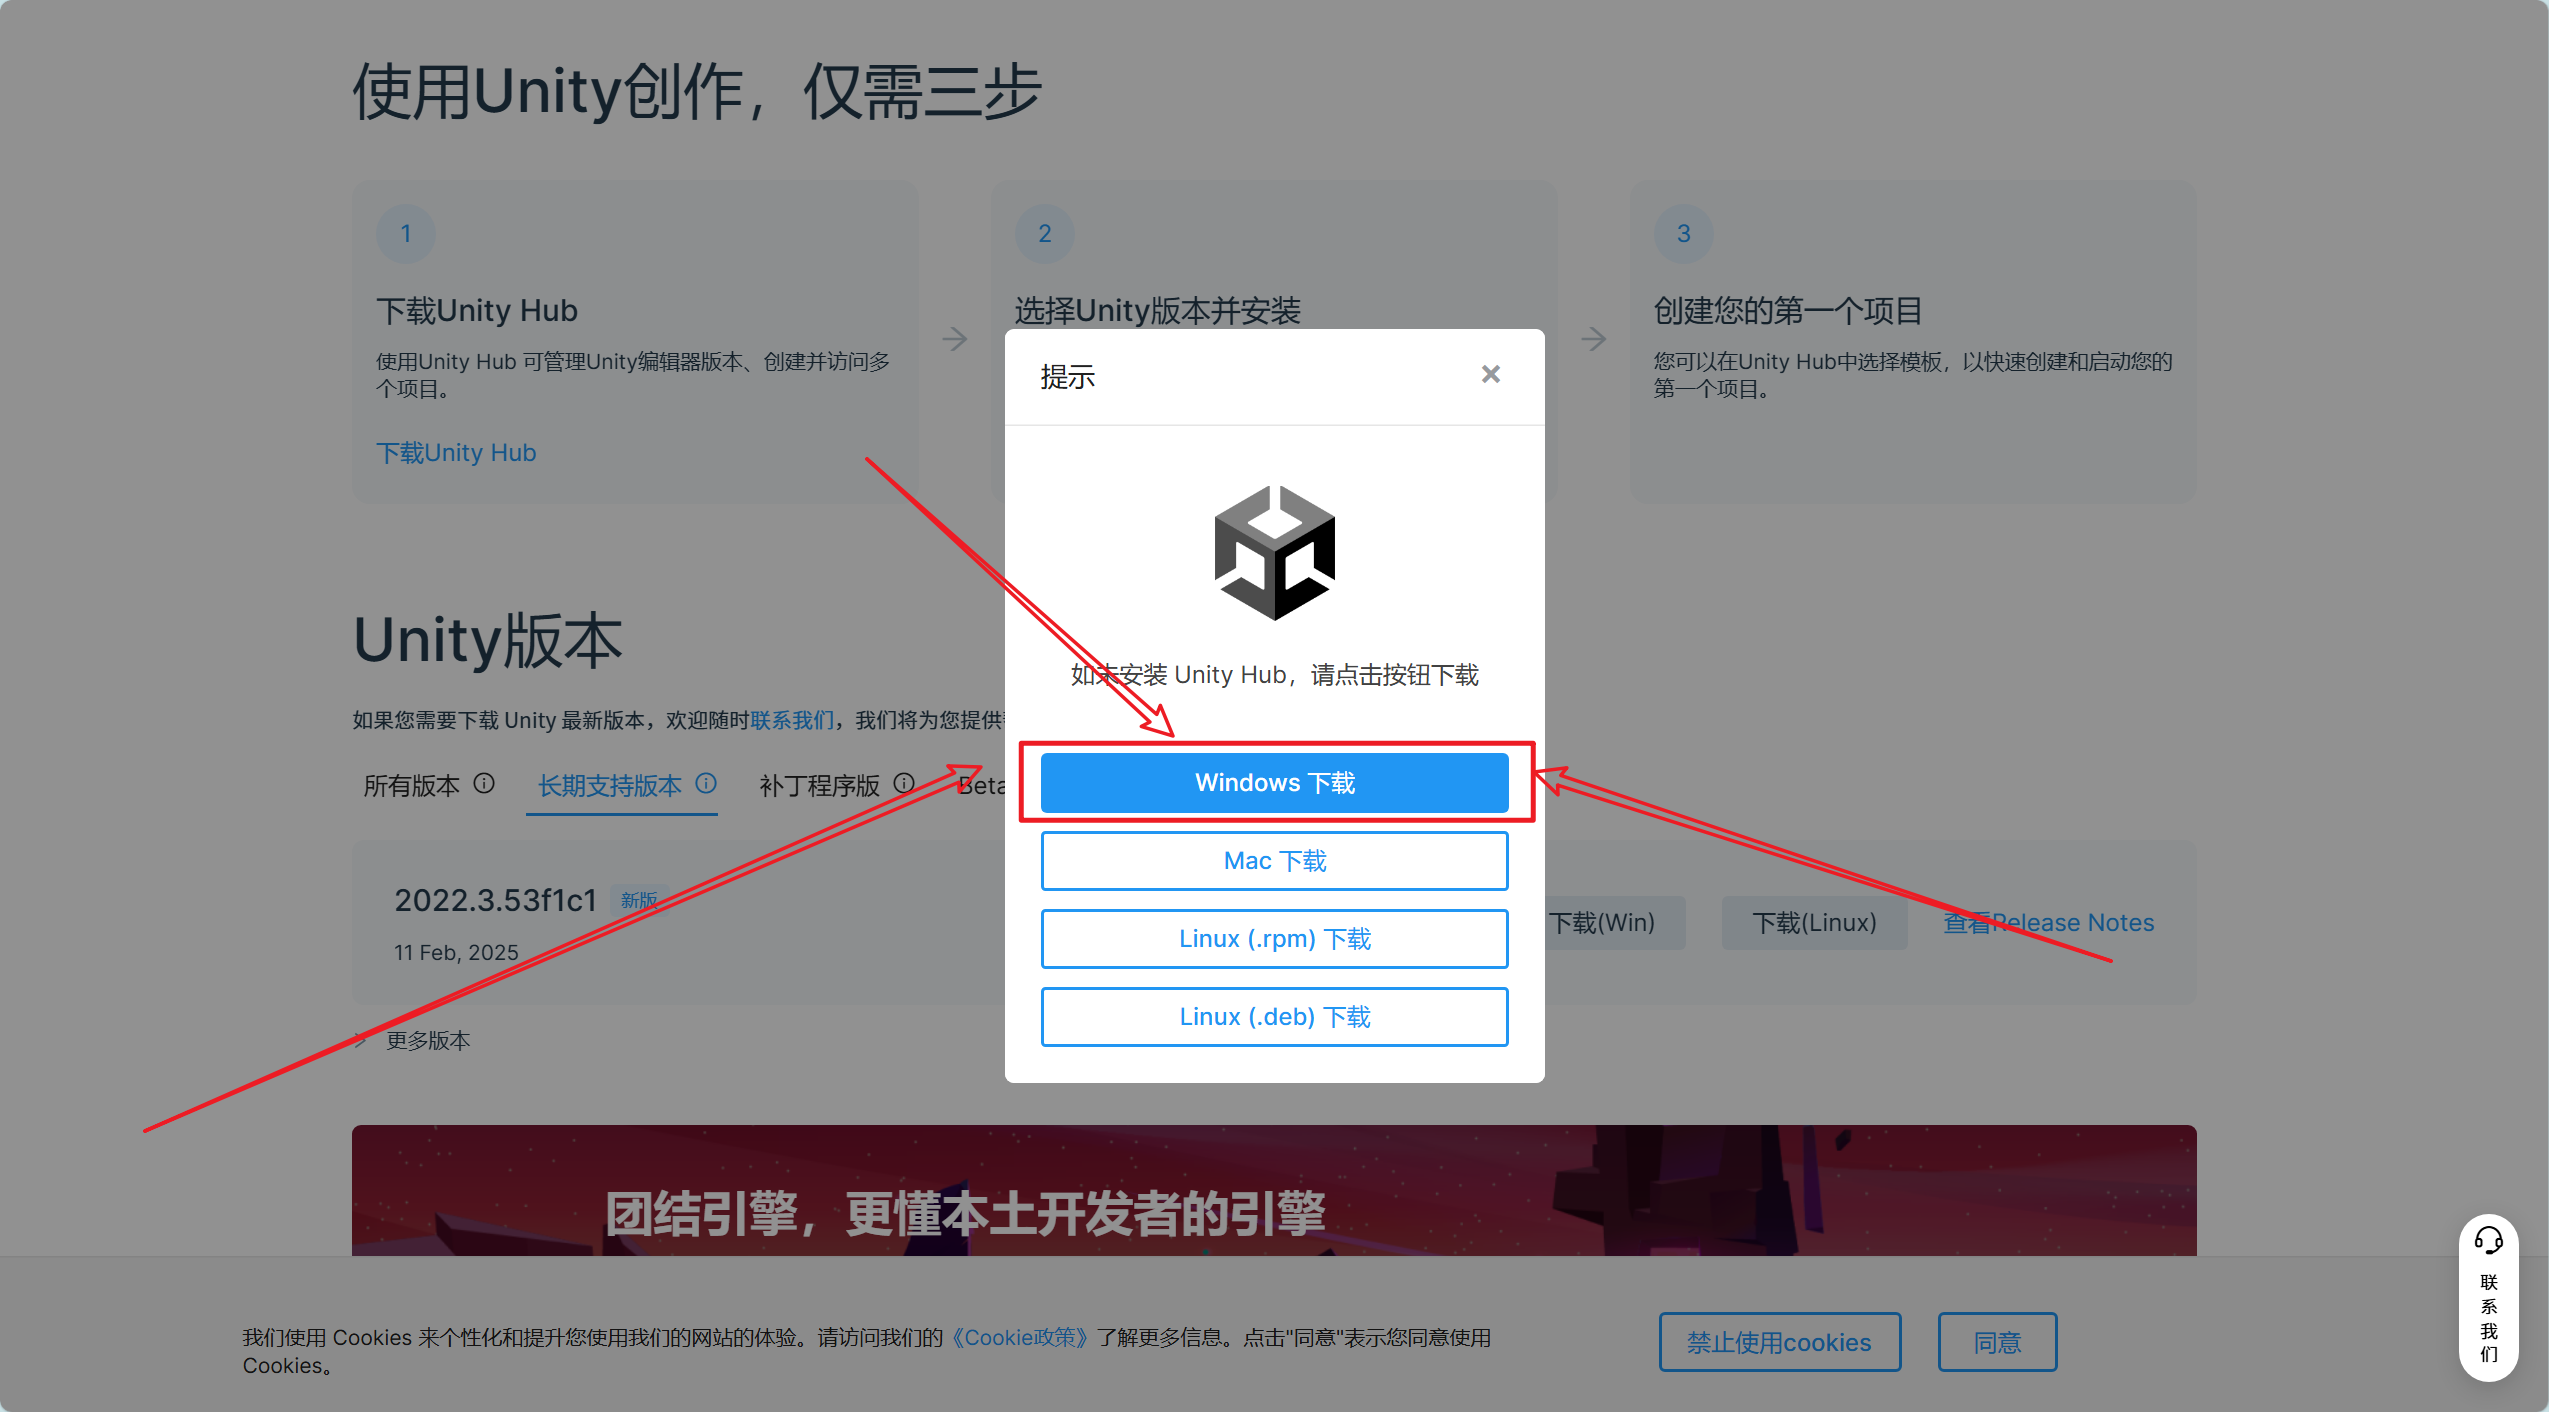 使用Unity创作，仅需三步
1
下载Unity Hub
使用Unity Hub 可管理Unity编辑器版本、创建并访问多
个项目。
下载Unity Hub
2
选择Unity版本并安装
3
创建您的第一个项目
您可以在Unity Hub中选择模板，以快速创建和启动您的
第一个项目。
提示
如未安装 Unity Hub，请点击按钮下载
Windows 下载
Mac 下载
Linux (.rpm) 下载
Linux (.deb) 下载
Unity版本
如果您需要下载 Unity 最新版本，欢迎随时联系我们，我们将为您提供
所有版本 长期支持版本 补丁程序版 Beta
2022.3.53f1c1 新版
11 Feb, 2025
下载(Win) 下载(Linux) 查看Release Notes
更多版本
团结引擎，更懂本土开发者的引擎
我们使用 Cookies 来个性化和提升您使用我们的网站的体验。请访问我们的《Cookie政策》了解更多信息。点击"同意"表示您同意使用
Cookies。
禁止使用cookies 同意
联系我们